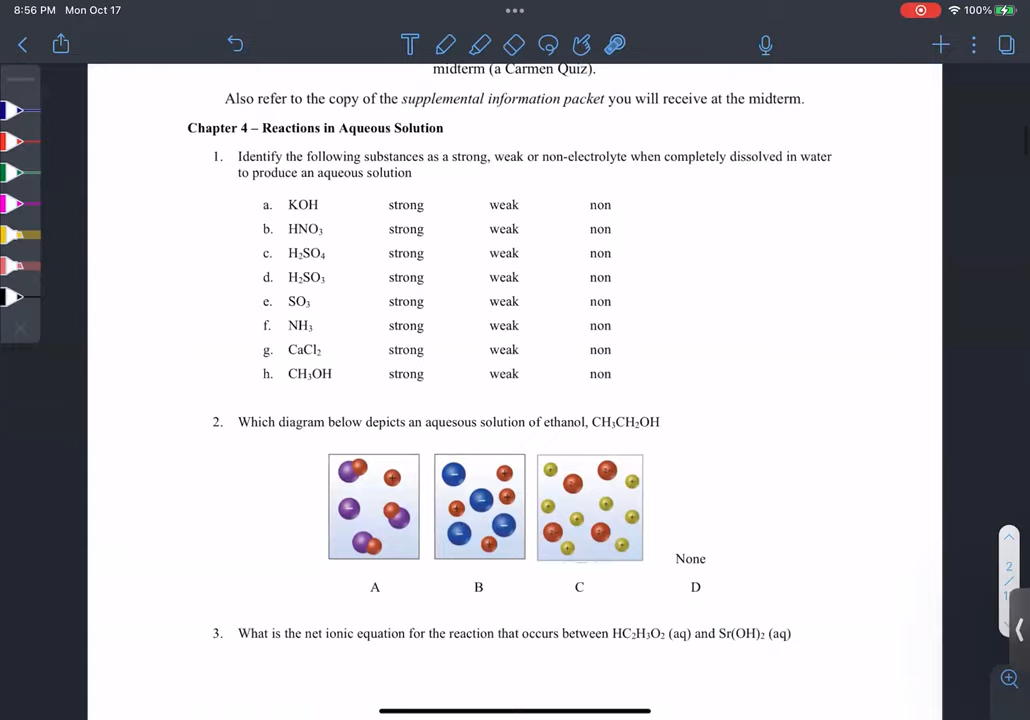 8:56 PM Mon Oct 17
100%
midterm (a Carmen Quiz).
Also refer to the copy of the supplemental information packet you will receive at the midterm.
Chapter 4 – Reactions in Aqueous Solution
1. Identify the following substances as a strong, weak or non-electrolyte when completely dissolved in water
to produce an aqueous solution
a. KOH strong weak non
b. HNO₃ strong weak non
c. H₂SO₄ strong weak non
d. H₂SO₃ strong weak non
e. SO₃ strong weak non
f. NH₃ strong weak non
g. CaCl₂ strong weak non
h. CH₃OH strong weak non
2. Which diagram below depicts an aquesous solution of ethanol, CH₃CH₂OH
None
A B C D
3. What is the net ionic equation for the reaction that occurs between HC₂H₃O₂ (aq) and Sr(OH)₂ (aq)
2
/